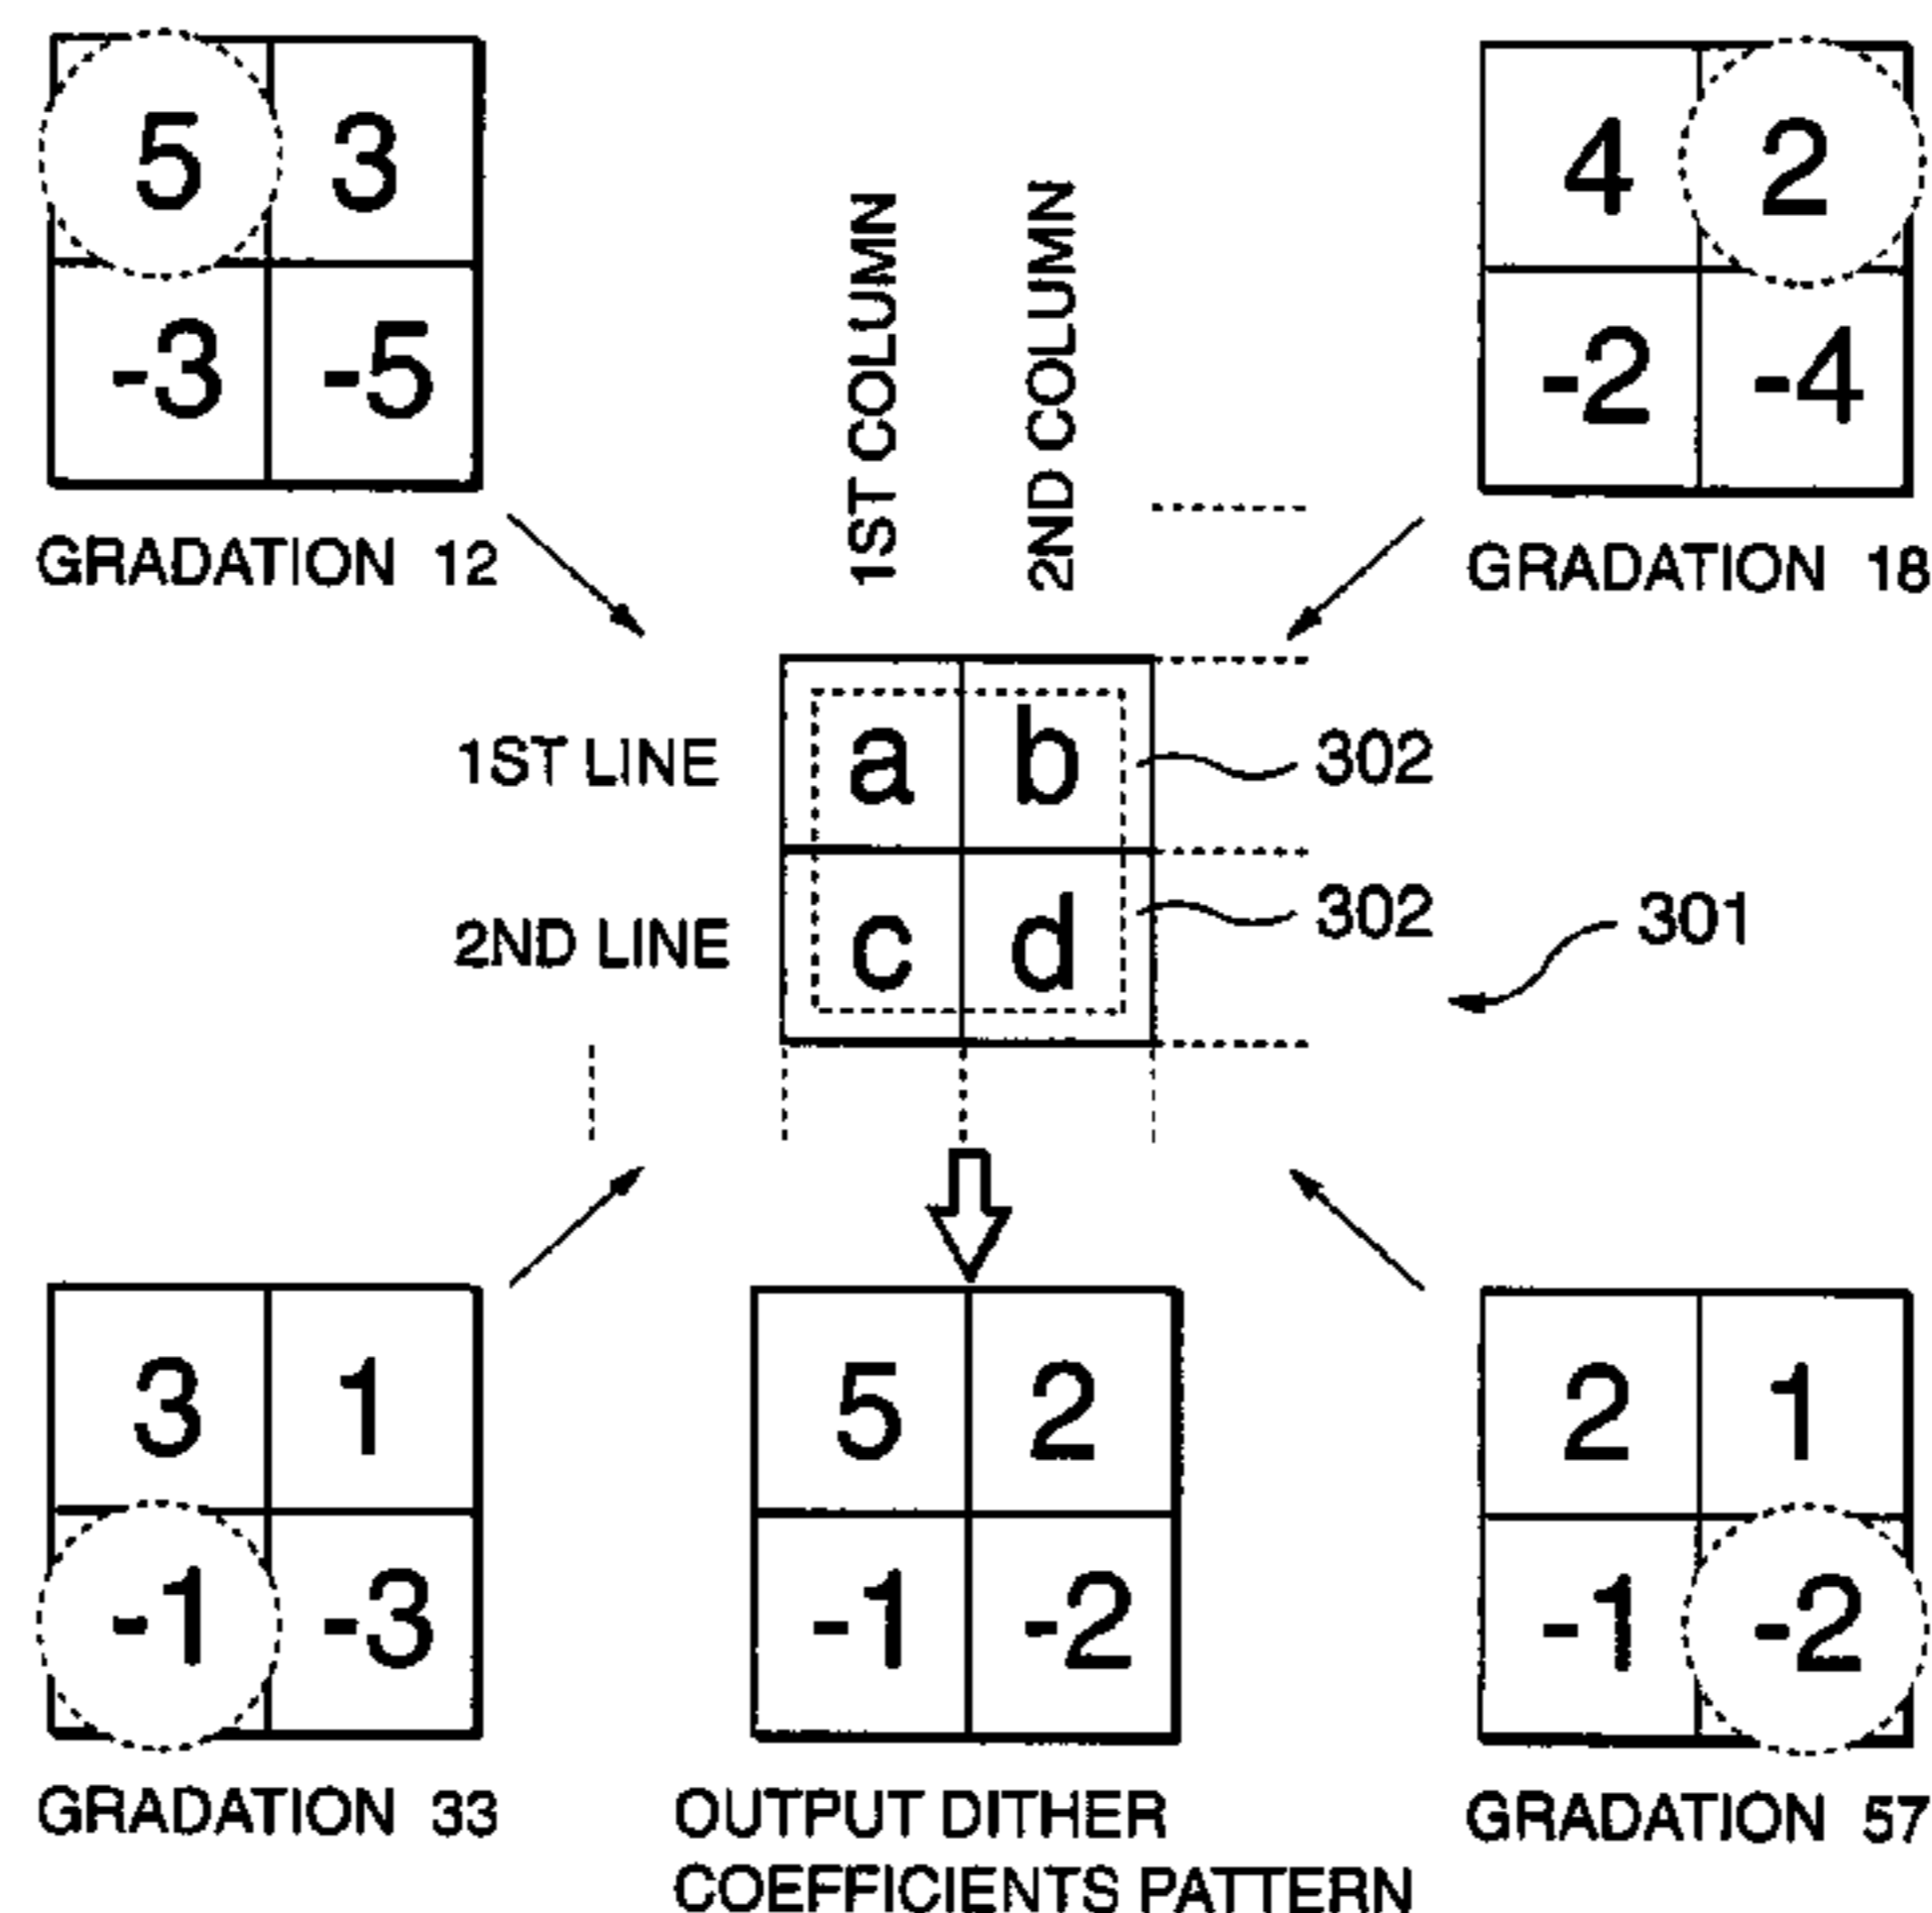 5 3
-3 -5
GRADATION 12
1ST COLUMN
2ND COLUMN
4 2
-2 -4
GRADATION 18
1ST LINE
a b
302
2ND LINE
c d
302
301
3 1
-1 -3
GRADATION 33
5 2
-1 -2
OUTPUT DITHER
COEFFICIENTS PATTERN
2 1
-1 -2
GRADATION 57